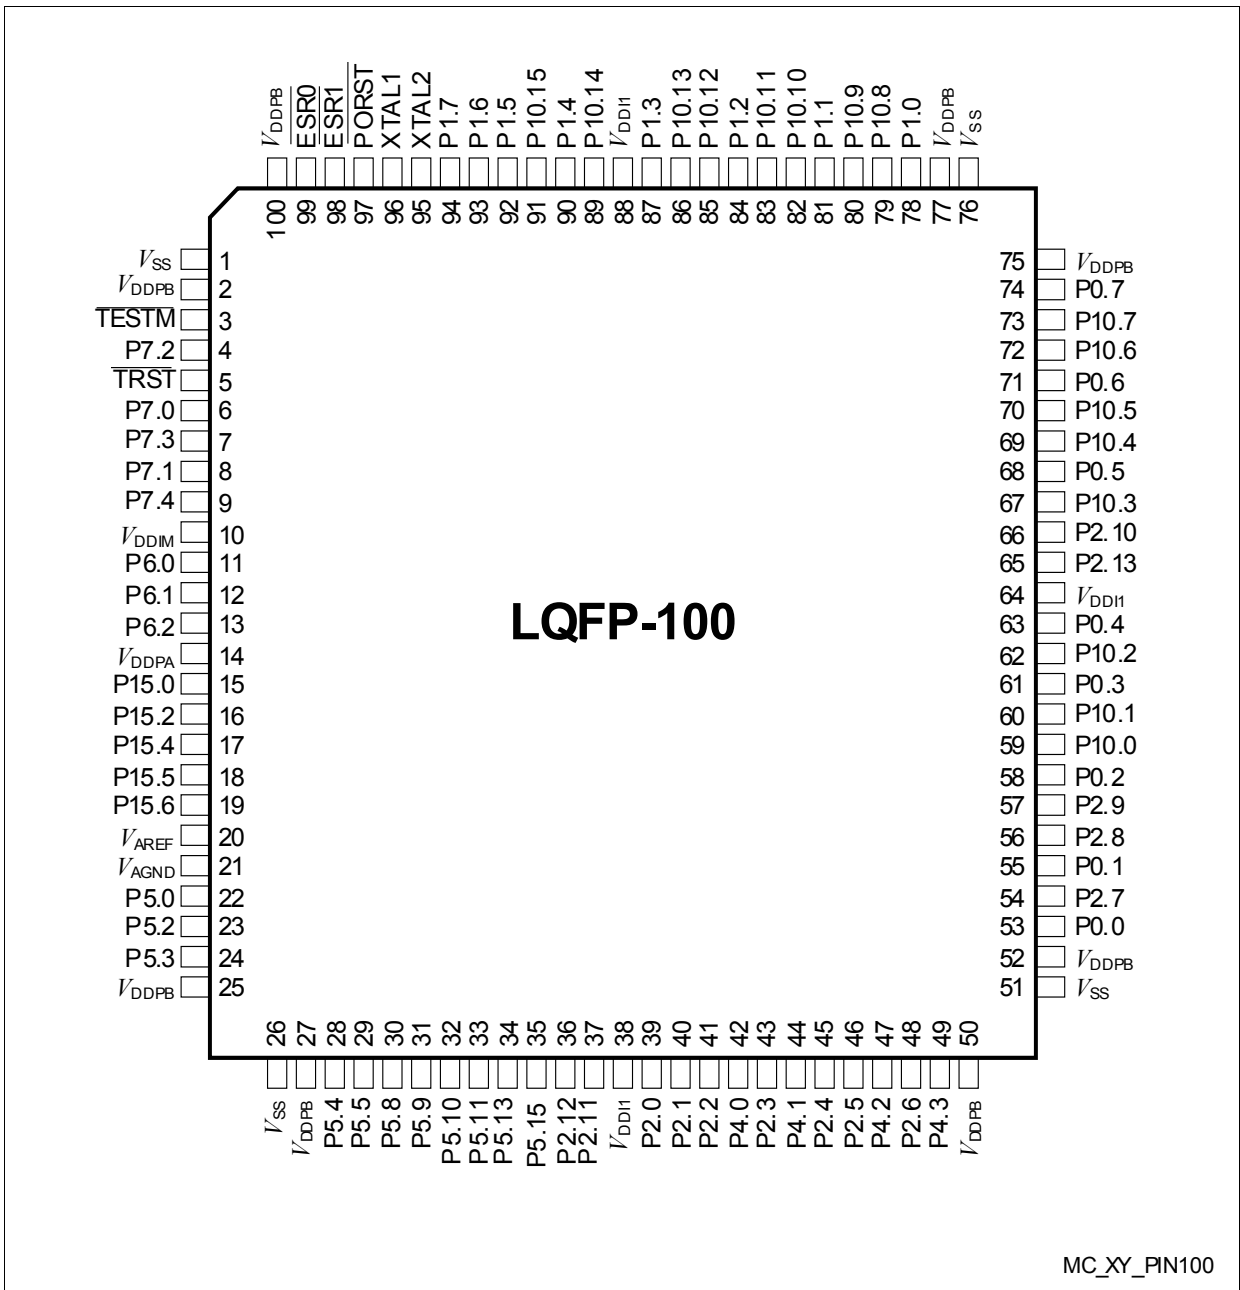 VDDPB
ESR0
ESR1
PORST
XTAL1
XTAL2
P1.7
P1.6
P1.5
P10.15
P1.4
P10.14
VDDI1
P1.3
P10.13
P10.12
P1.2
P10.11
P10.10
P1.1
P10.9
P10.8
P1.0
VDDPB
VSS
100
99
98
97
96
95
94
93
92
91
90
89
88
87
86
85
84
83
82
81
80
79
78
77
76
VSS 1
VDDPB 2
TESTM 3
P7.2 4
TRST 5
P7.0 6
P7.3 7
P7.1 8
P7.4 9
VDDIM 10
P6.0 11
P6.1 12
P6.2 13
VDDPA 14
P15.0 15
P15.2 16
P15.4 17
P15.5 18
P15.6 19
VAREF 20
VAGND 21
P5.0 22
P5.2 23
P5.3 24
VDDPB 25
LQFP-100
75 VDDPB
74 P0.7
73 P10.7
72 P10.6
71 P0.6
70 P10.5
69 P10.4
68 P0.5
67 P10.3
66 P2.10
65 P2.13
64 VDDI1
63 P0.4
62 P10.2
61 P0.3
60 P10.1
59 P10.0
58 P0.2
57 P2.9
56 P2.8
55 P0.1
54 P2.7
53 P0.0
52 VDDPB
51 VSS
26
27
28
29
30
31
32
33
34
35
36
37
38
39
40
41
42
43
44
45
46
47
48
49
50
VSS
VDDPB
P5.4
P5.5
P5.8
P5.9
P5.10
P5.11
P5.13
P5.15
P2.12
P2.11
VDDI1
P2.0
P2.1
P2.2
P4.0
P2.3
P4.1
P2.4
P2.5
P4.2
P2.6
P4.3
VDDPB
MC_XY_PIN100